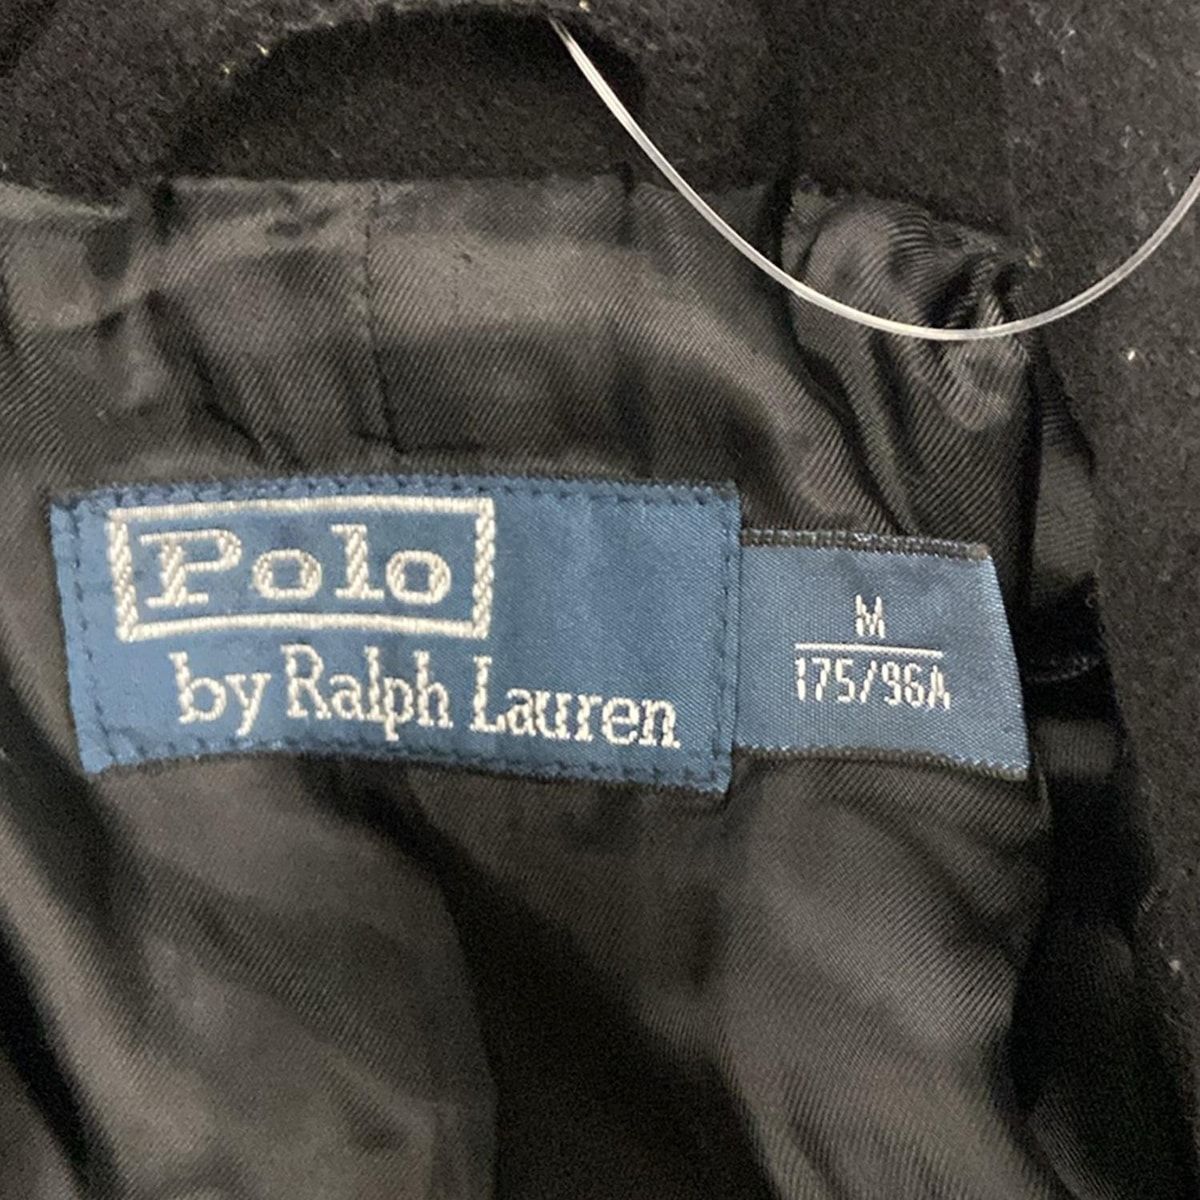 Polo
by Ralph Lauren
M
175/96A